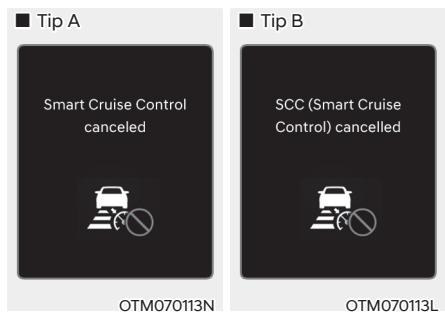 ■ Tip A
Smart Cruise Control
canceled
OTM070113N
■ Tip B
SCC (Smart Cruise
Control) cancelled
OTM070113L